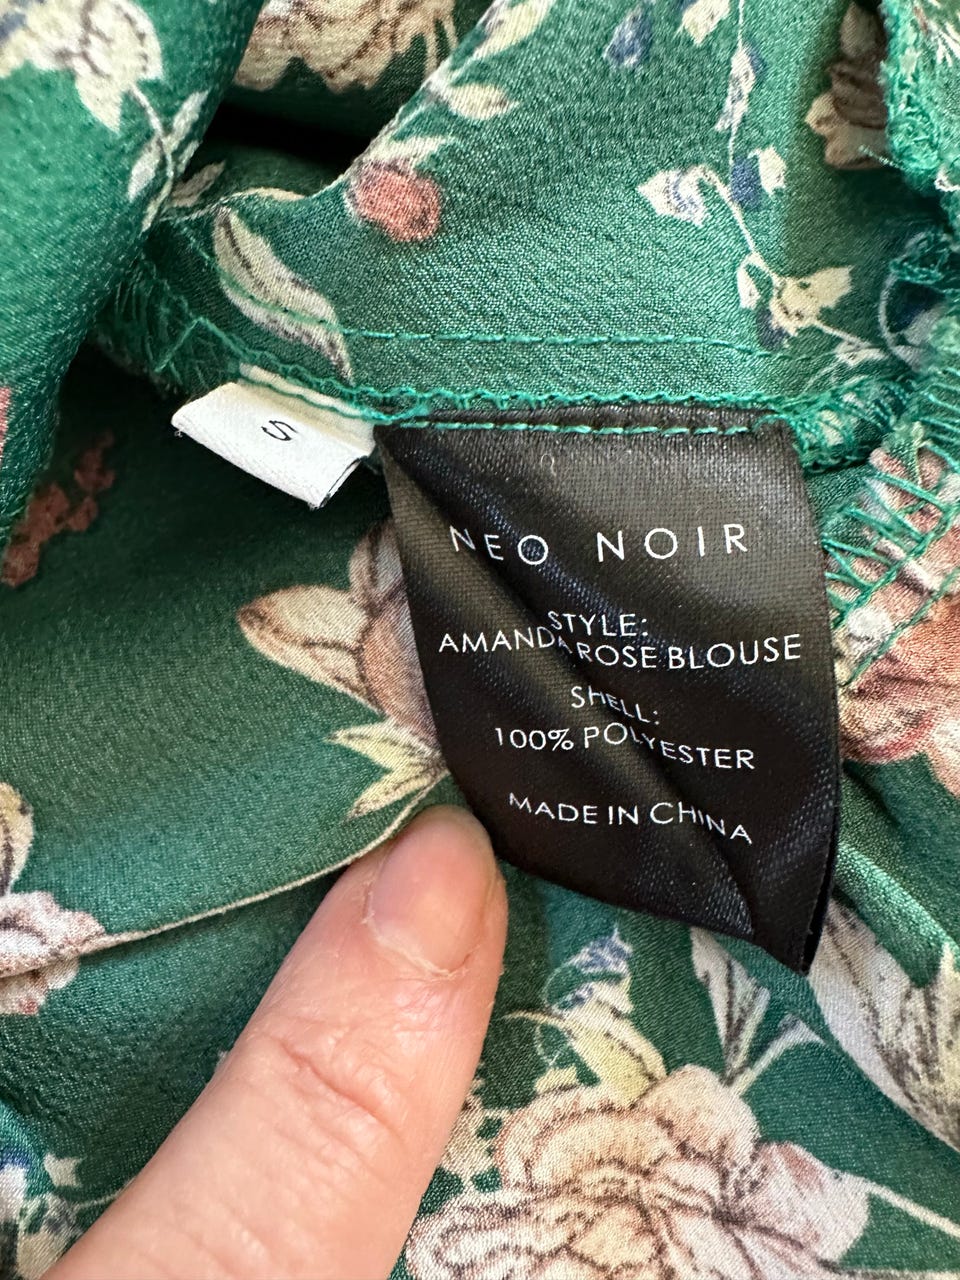 S
NEO NOIR
STYLE:
AMANDA ROSE BLOUSE
SHELL:
100% POLYESTER
MADE IN CHINA